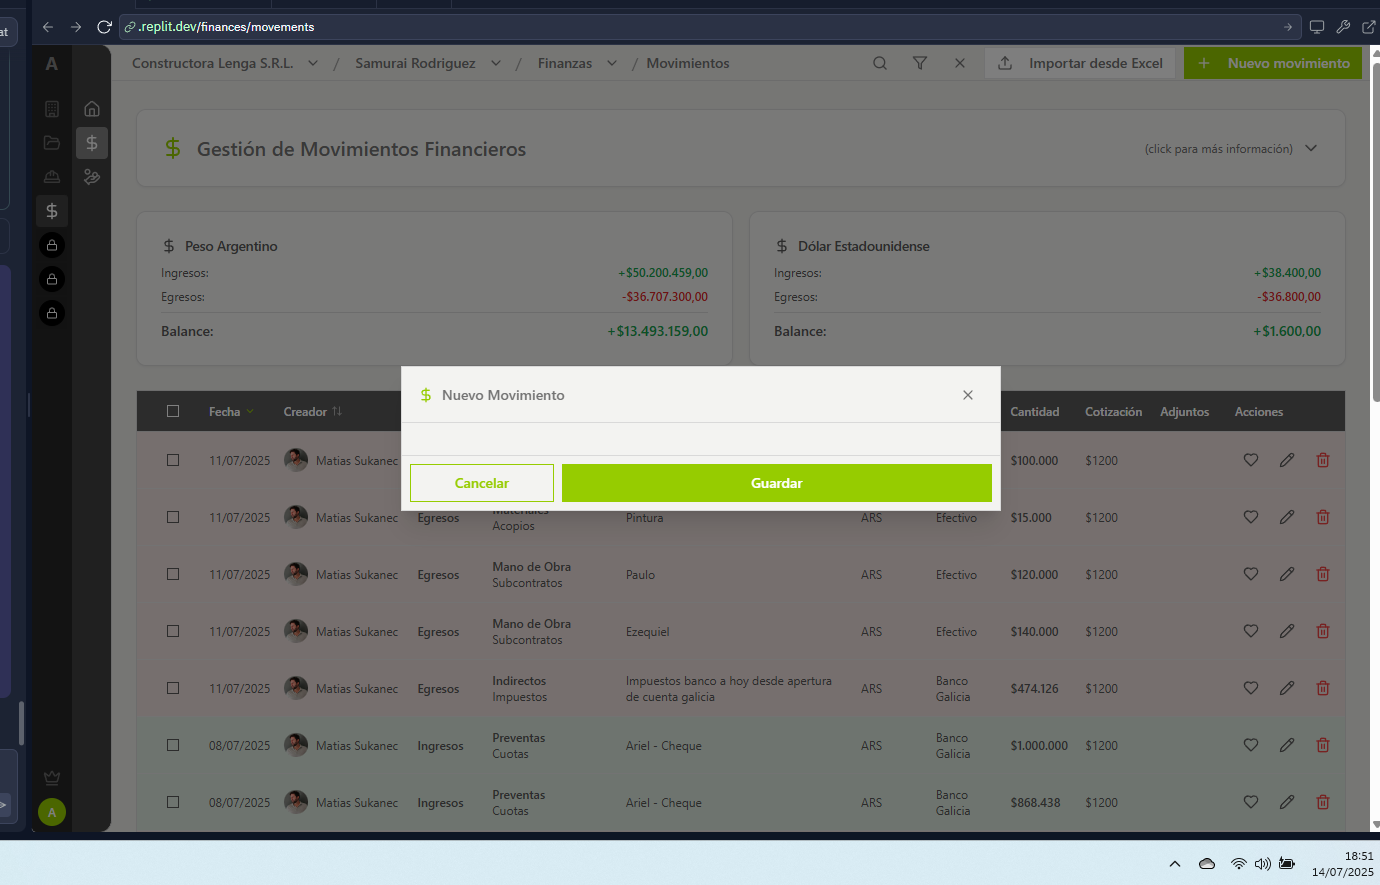 at
.replit.dev/finances/movements
A
Constructora Lenga S.R.L. / Samurai Rodriguez / Finanzas / Movimientos
Importar desde Excel
+ Nuevo movimiento
$ Gestión de Movimientos Financieros
(click para más información)
$ Peso Argentino
Ingresos: +$50.200.459,00
Egresos: -$36.707.300,00
Balance: +$13.493.159,00
$ Dólar Estadounidense
Ingresos: +$38.400,00
Egresos: -$36.800,00
Balance: +$1.600,00
$ Nuevo Movimiento
Cancelar
Guardar
Fecha Creador Cantidad Cotización Adjuntos Acciones
11/07/2025 Matias Sukanec $100.000 $1200
11/07/2025 Matias Sukanec Egresos Materiales Acopios Pintura ARS Efectivo $15.000 $1200
11/07/2025 Matias Sukanec Egresos Mano de Obra Subcontratos Paulo ARS Efectivo $120.000 $1200
11/07/2025 Matias Sukanec Egresos Mano de Obra Subcontratos Ezequiel ARS Efectivo $140.000 $1200
11/07/2025 Matias Sukanec Egresos Indirectos Impuestos Impuestos banco a hoy desde apertura de cuenta galicia ARS Banco Galicia $474.126 $1200
08/07/2025 Matias Sukanec Ingresos Preventas Cuotas Ariel - Cheque ARS Banco Galicia $1.000.000 $1200
08/07/2025 Matias Sukanec Ingresos Preventas Cuotas Ariel - Cheque ARS Banco Galicia $868.438 $1200
A
18:51
14/07/2025